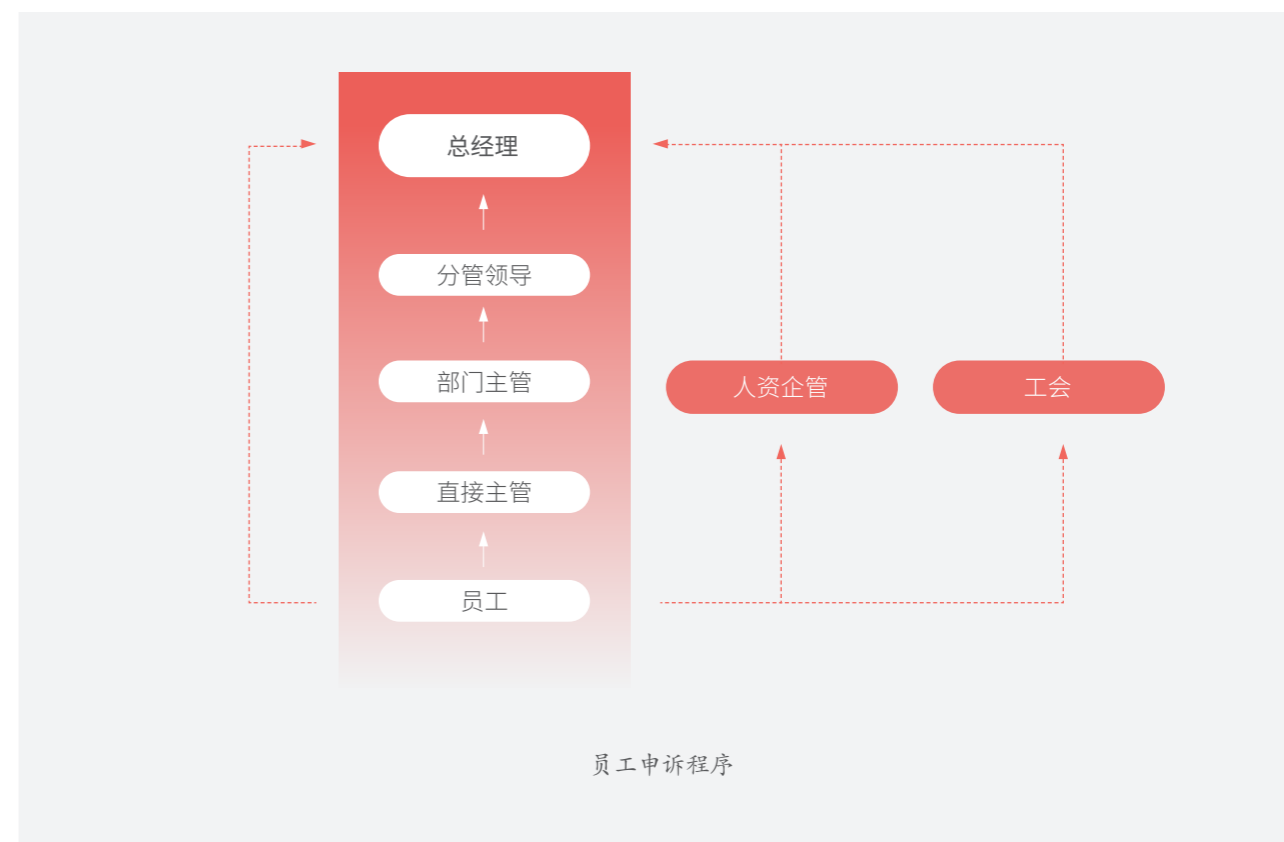 总经理
分管领导
部门主管
人资企管
工会
直接主管
员工
员工申诉程序